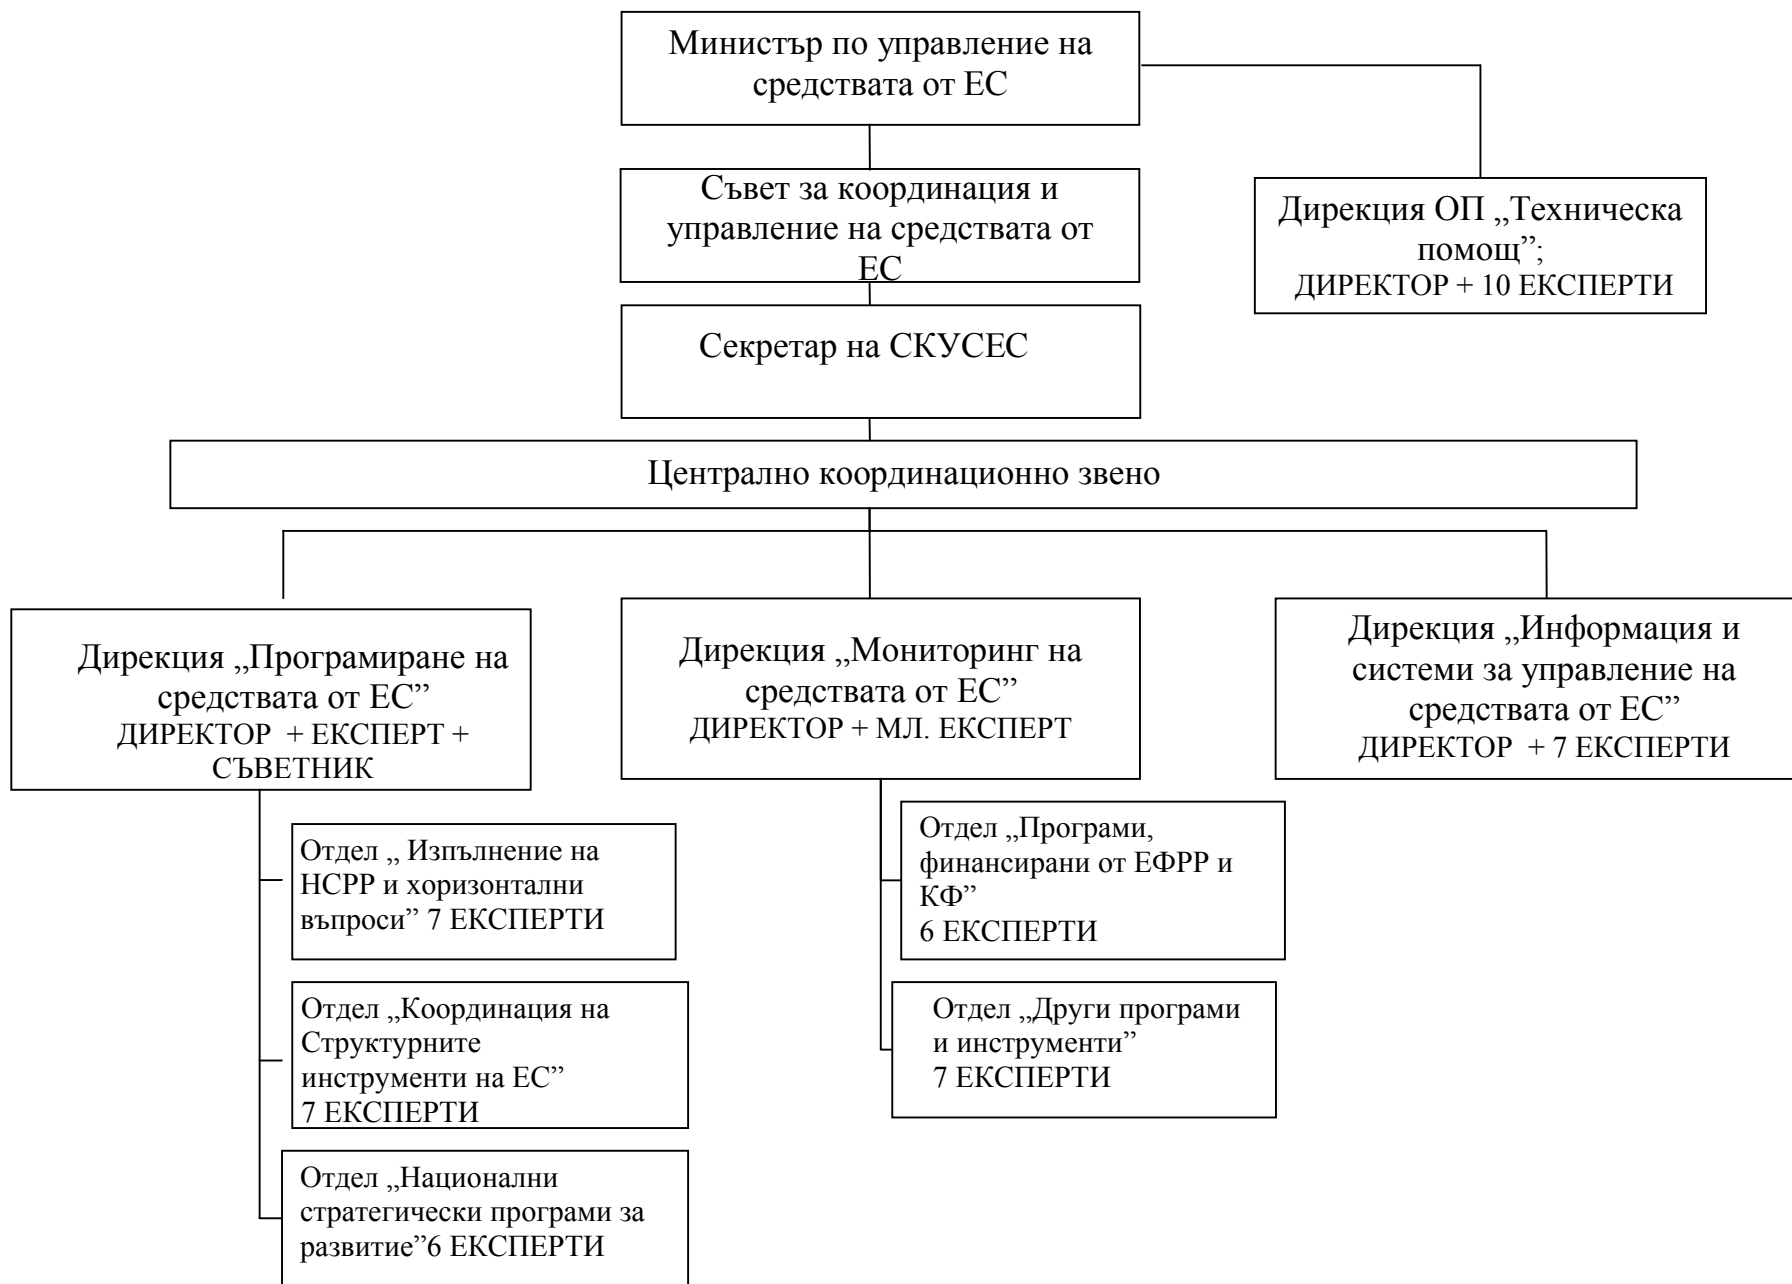 Министър по управление на
средствата от ЕС
Съвет за координация и
управление на средствата от
ЕС
Дирекция ОП „Техническа
помощ”;
ДИРЕКТОР + 10 ЕКСПЕРТИ
Секретар на СКУСЕС
Централно координационно звено
Дирекция „Програмиране на
средствата от ЕС”
ДИРЕКТОР + ЕКСПЕРТ +
СЪВЕТНИК
Дирекция „Мониторинг на
средствата от ЕС”
ДИРЕКТОР + МЛ. ЕКСПЕРТ
Дирекция „Информация и
системи за управление на
средствата от ЕС”
ДИРЕКТОР + 7 ЕКСПЕРТИ
Отдел „ Изпълнение на
НСРР и хоризонтални
въпроси” 7 ЕКСПЕРТИ
Отдел „Координация на
Структурните
инструменти на ЕС”
7 ЕКСПЕРТИ
Отдел „Национални
стратегически програми за
развитие”6 ЕКСПЕРТИ
Отдел „Програми,
финансирани от ЕФРР и
КФ”
6 ЕКСПЕРТИ
Отдел „Други програми
и инструменти”
7 ЕКСПЕРТИ